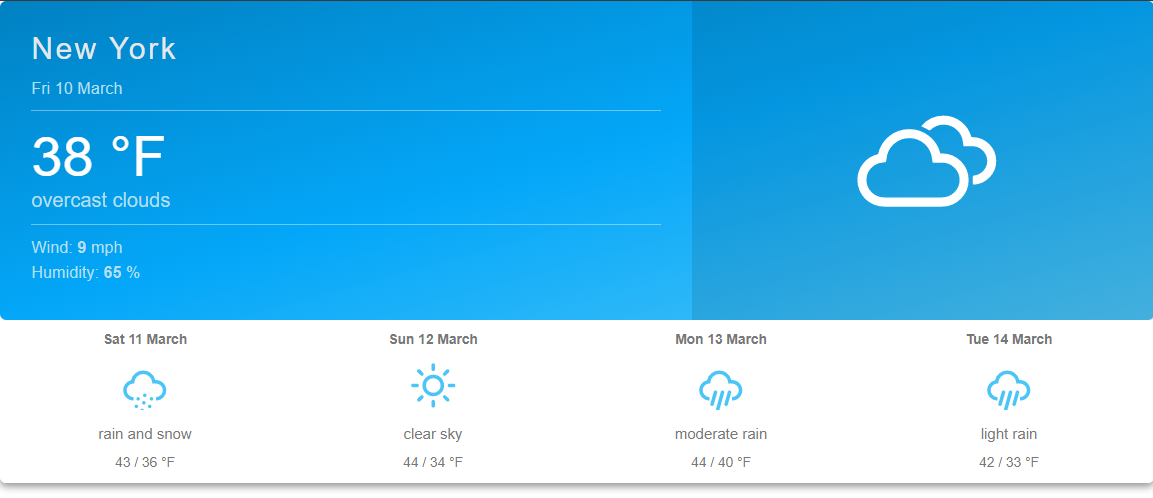 New York
Fri 10 March
38 °F
overcast clouds
Wind: 9 mph
Humidity: 65 %
Sat 11 March
rain and snow
43 / 36 °F
Sun 12 March
clear sky
44 / 34 °F
Mon 13 March
moderate rain
44 / 40 °F
Tue 14 March
light rain
42 / 33 °F